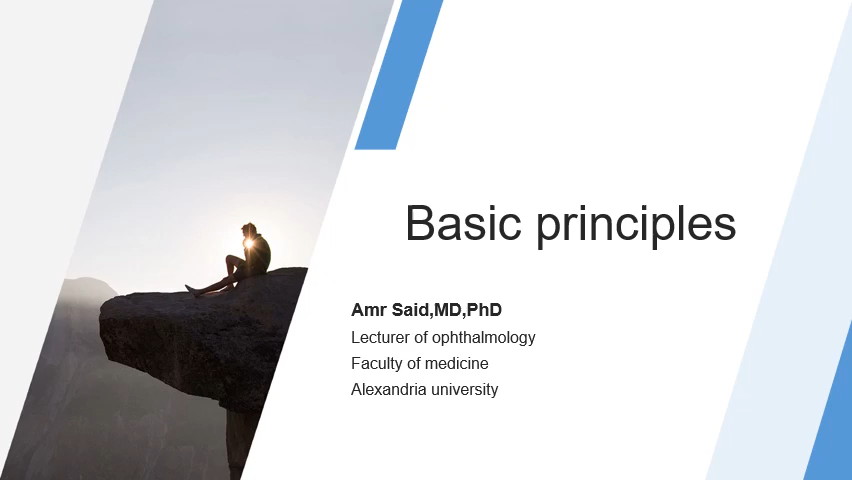 Basic principles
Amr Said,MD,PhD
Lecturer of ophthalmology
Faculty of medicine
Alexandria university